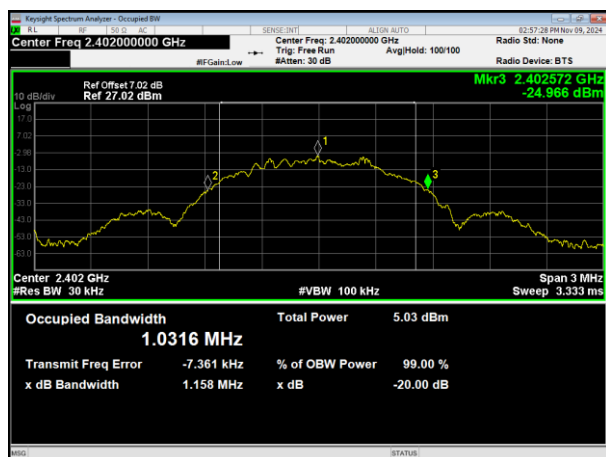 Keysight Spectrum Analyzer - Occupied BW
RL RF 50 Ω AC SENSE:INT ALIGN AUTO 02:57:28 PM Nov 09, 2024
Center Freq 2.402000000 GHz Center Freq: 2.402000000 GHz Radio Std: None
Trig: Free Run Avg|Hold: 100/100
#IFGain:Low #Atten: 30 dB Radio Device: BTS
Ref Offset 7.02 dB Mkr3 2.402572 GHz
10 dB/div Ref 27.02 dBm -24.966 dBm
Log
17.0
7.02
1
-2.98
-13.0
2 3
-23.0
-33.0
-43.0
-53.0
-63.0
Center 2.402 GHz Span 3 MHz
#Res BW 30 kHz #VBW 100 kHz Sweep 3.333 ms
Occupied Bandwidth Total Power 5.03 dBm
1.0316 MHz
Transmit Freq Error -7.361 kHz % of OBW Power 99.00 %
x dB Bandwidth 1.158 MHz x dB -20.00 dB
MSG STATUS